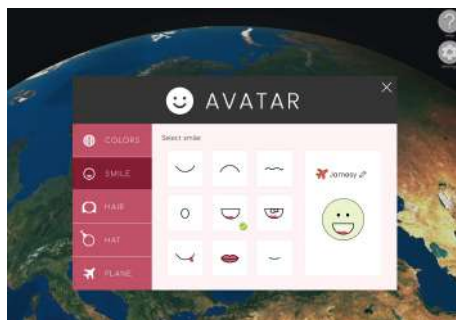 AVATAR
COLORS
Select smile:
SMILE
Jamesy
HAIR
HAT
PLANE